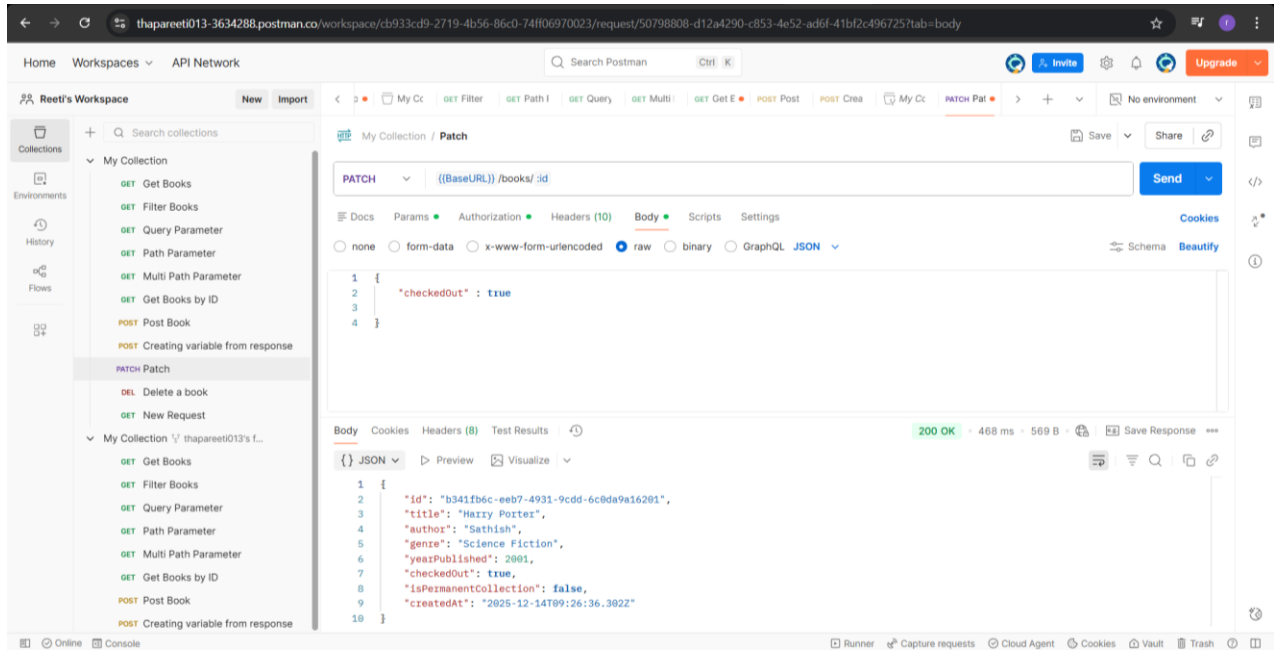 thapareeti013-3634288.postman.co/workspace/cb933cd9-2719-4b56-86c0-74ff06970023/request/50798808-d12a4290-c853-4e52-ad6f-41bf2c496725?tab=body
r
Home Workspaces API Network
Search Postman Ctrl K
Invite
Upgrade
Reeti's Workspace New Import
My Cc GET Filter GET Path GET Query GET Multi GET Get E POST Post POST Crea My Cc PATCH Pat
No environment
Collections
Environments
History
Flows
Search collections
My Collection
GET Get Books
GET Filter Books
GET Query Parameter
GET Path Parameter
GET Multi Path Parameter
GET Get Books by ID
POST Post Book
POST Creating variable from response
PATCH Patch
DEL Delete a book
GET New Request
My Collection thapareeti013's f...
GET Get Books
GET Filter Books
GET Query Parameter
GET Path Parameter
GET Multi Path Parameter
GET Get Books by ID
POST Post Book
POST Creating variable from response
HTTP My Collection / Patch
Save Share
PATCH {{BaseURL}} /books/ :id
Send
Docs Params Authorization Headers (10) Body Scripts Settings
Cookies
none form-data x-www-form-urlencoded raw binary GraphQL JSON
Schema Beautify
1 {
2 "checkedOut" : true
3
4 }
Body Cookies Headers (8) Test Results
200 OK 468 ms 569 B Save Response
{} JSON Preview Visualize
1 {
2 "id": "b341fb6c-eeb7-4931-9cdd-6c0da9a16201",
3 "title": "Harry Porter",
4 "author": "Sathish",
5 "genre": "Science Fiction",
6 "yearPublished": 2001,
7 "checkedOut": true,
8 "isPermanentCollection": false,
9 "createdAt": "2025-12-14T09:26:36.302Z"
10 }
Online Console
Runner Capture requests Cloud Agent Cookies Vault Trash